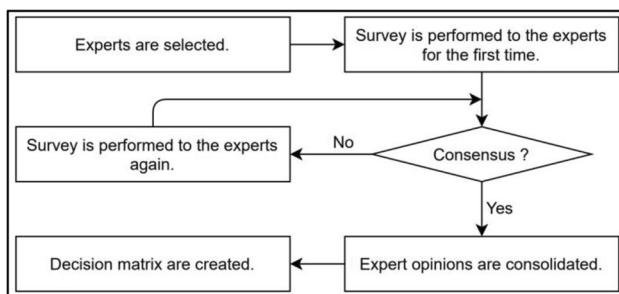 Experts are selected.
Survey is performed to the experts
for the first time.
Survey is performed to the experts
again.
No
Consensus ?
Yes
Decision matrix are created.
Expert opinions are consolidated.